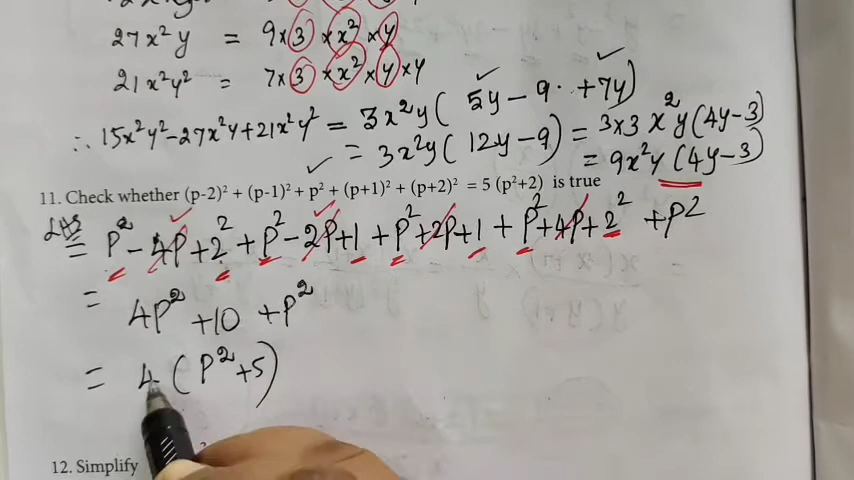 27x²y = 9×3×x²×y
21x²y² = 7×3×x²×y×y
∴ 15x²y²-27x²y+21x²y² = 3x²y( 5y-9 +7y)
= 3x²y( 12y-9) = 3×3 x²y(4y-3)
= 9x²y(4y-3)
11. Check whether (p-2)² + (p-1)² + p² + (p+1)² + (p+2)² = 5 (p²+2) is true
LHS
= p²-4p+2²+p²-2p+1+p²+2p+1+p²+4p+2² +p²
= 4p²+10+p²
= 4(p²+5)
12. Simplify